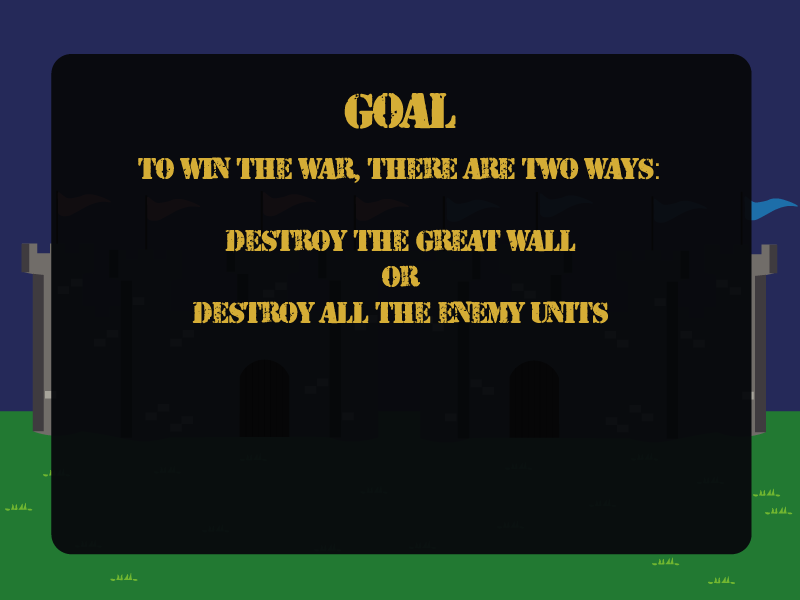 GOAL
TO WIN THE WAR, THERE ARE TWO WAYS:
DESTROY THE GREAT WALL
OR
DESTROY ALL THE ENEMY UNITS